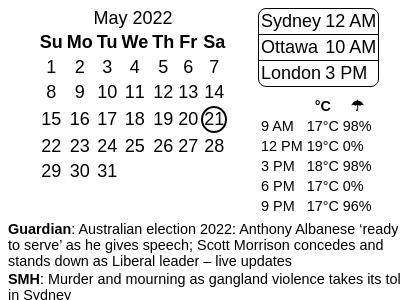 May 2022
Su Mo Tu We Th Fr Sa
1 2 3 4 5 6 7
8 9 10 11 12 13 14
15 16 17 18 19 20 21
22 23 24 25 26 27 28
29 30 31
Sydney 12 AM
Ottawa 10 AM
London 3 PM
°C ☂
9 AM 17°C 98%
12 PM 19°C 0%
3 PM 18°C 98%
6 PM 17°C 0%
9 PM 17°C 96%
Guardian: Australian election 2022: Anthony Albanese ‘ready
to serve’ as he gives speech; Scott Morrison concedes and
stands down as Liberal leader – live updates
SMH: Murder and mourning as gangland violence takes its tol
in Sydney